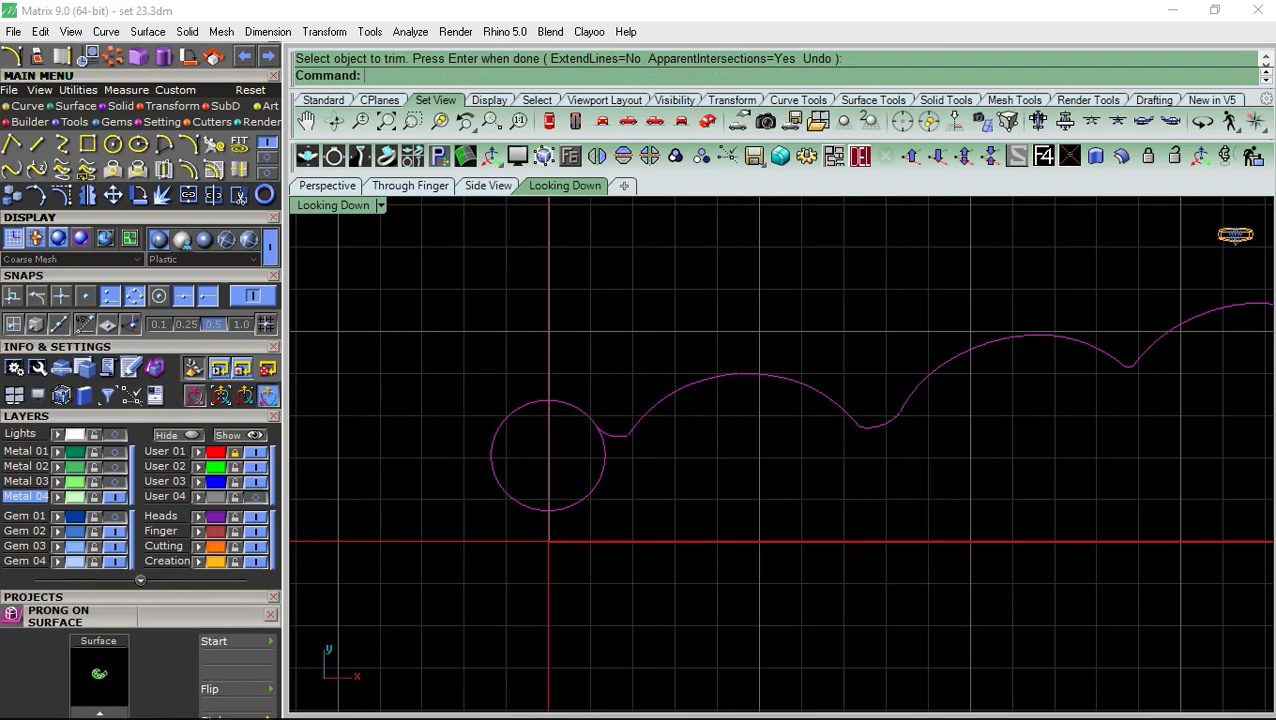 Matrix 9.0 (64-bit) - set 23.3dm
File Edit View Curve Surface Solid Mesh Dimension Transform Tools Analyze Render Rhino 5.0 Blend Clayoo Help
Select object to trim. Press Enter when done ( ExtendLines=No ApparentIntersections=Yes Undo ):
Command:
MAIN MENU
File View Utilities Measure Custom Reset
Curve Surface Solid Transform SubD Art
Builder Tools Gems Setting Cutters Render
FIT
Standard CPlanes Set View Display Select Viewport Layout Visibility Transform Curve Tools Surface Tools Solid Tools Mesh Tools Render Tools Drafting New in V5
F4
Perspective Through Finger Side View Looking Down
Looking Down
DISPLAY
Coarse Mesh Plastic
SNAPS
0.1 0.25 0.5 1.0
INFO & SETTINGS
LAYERS
Lights Hide Show
Metal 01 User 01
Metal 02 User 02
Metal 03 User 03
Metal 04 User 04
Gem 01 Heads
Gem 02 Finger
Gem 03 Cutting
Gem 04 Creation
PROJECTS
PRONG ON
SURFACE
Surface Start
Flip
y
x